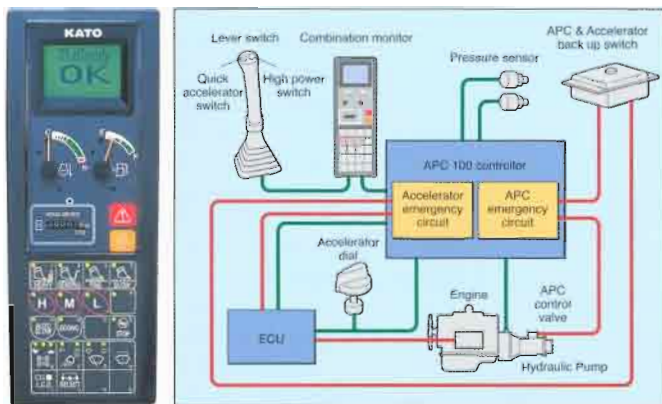 KATO
OK
H M L
STOP
Lever switch
Combination monitor
Quick
accelerator
switch
High power
switch
Pressure sensor
APC & Accelerator
back up switch
APC 100 controller
Accelerator
emergency
circuit
APC
emergency
circuit
Accelerator
dial
ECU
Engine
APC
control
valve
Hydraulic Pump